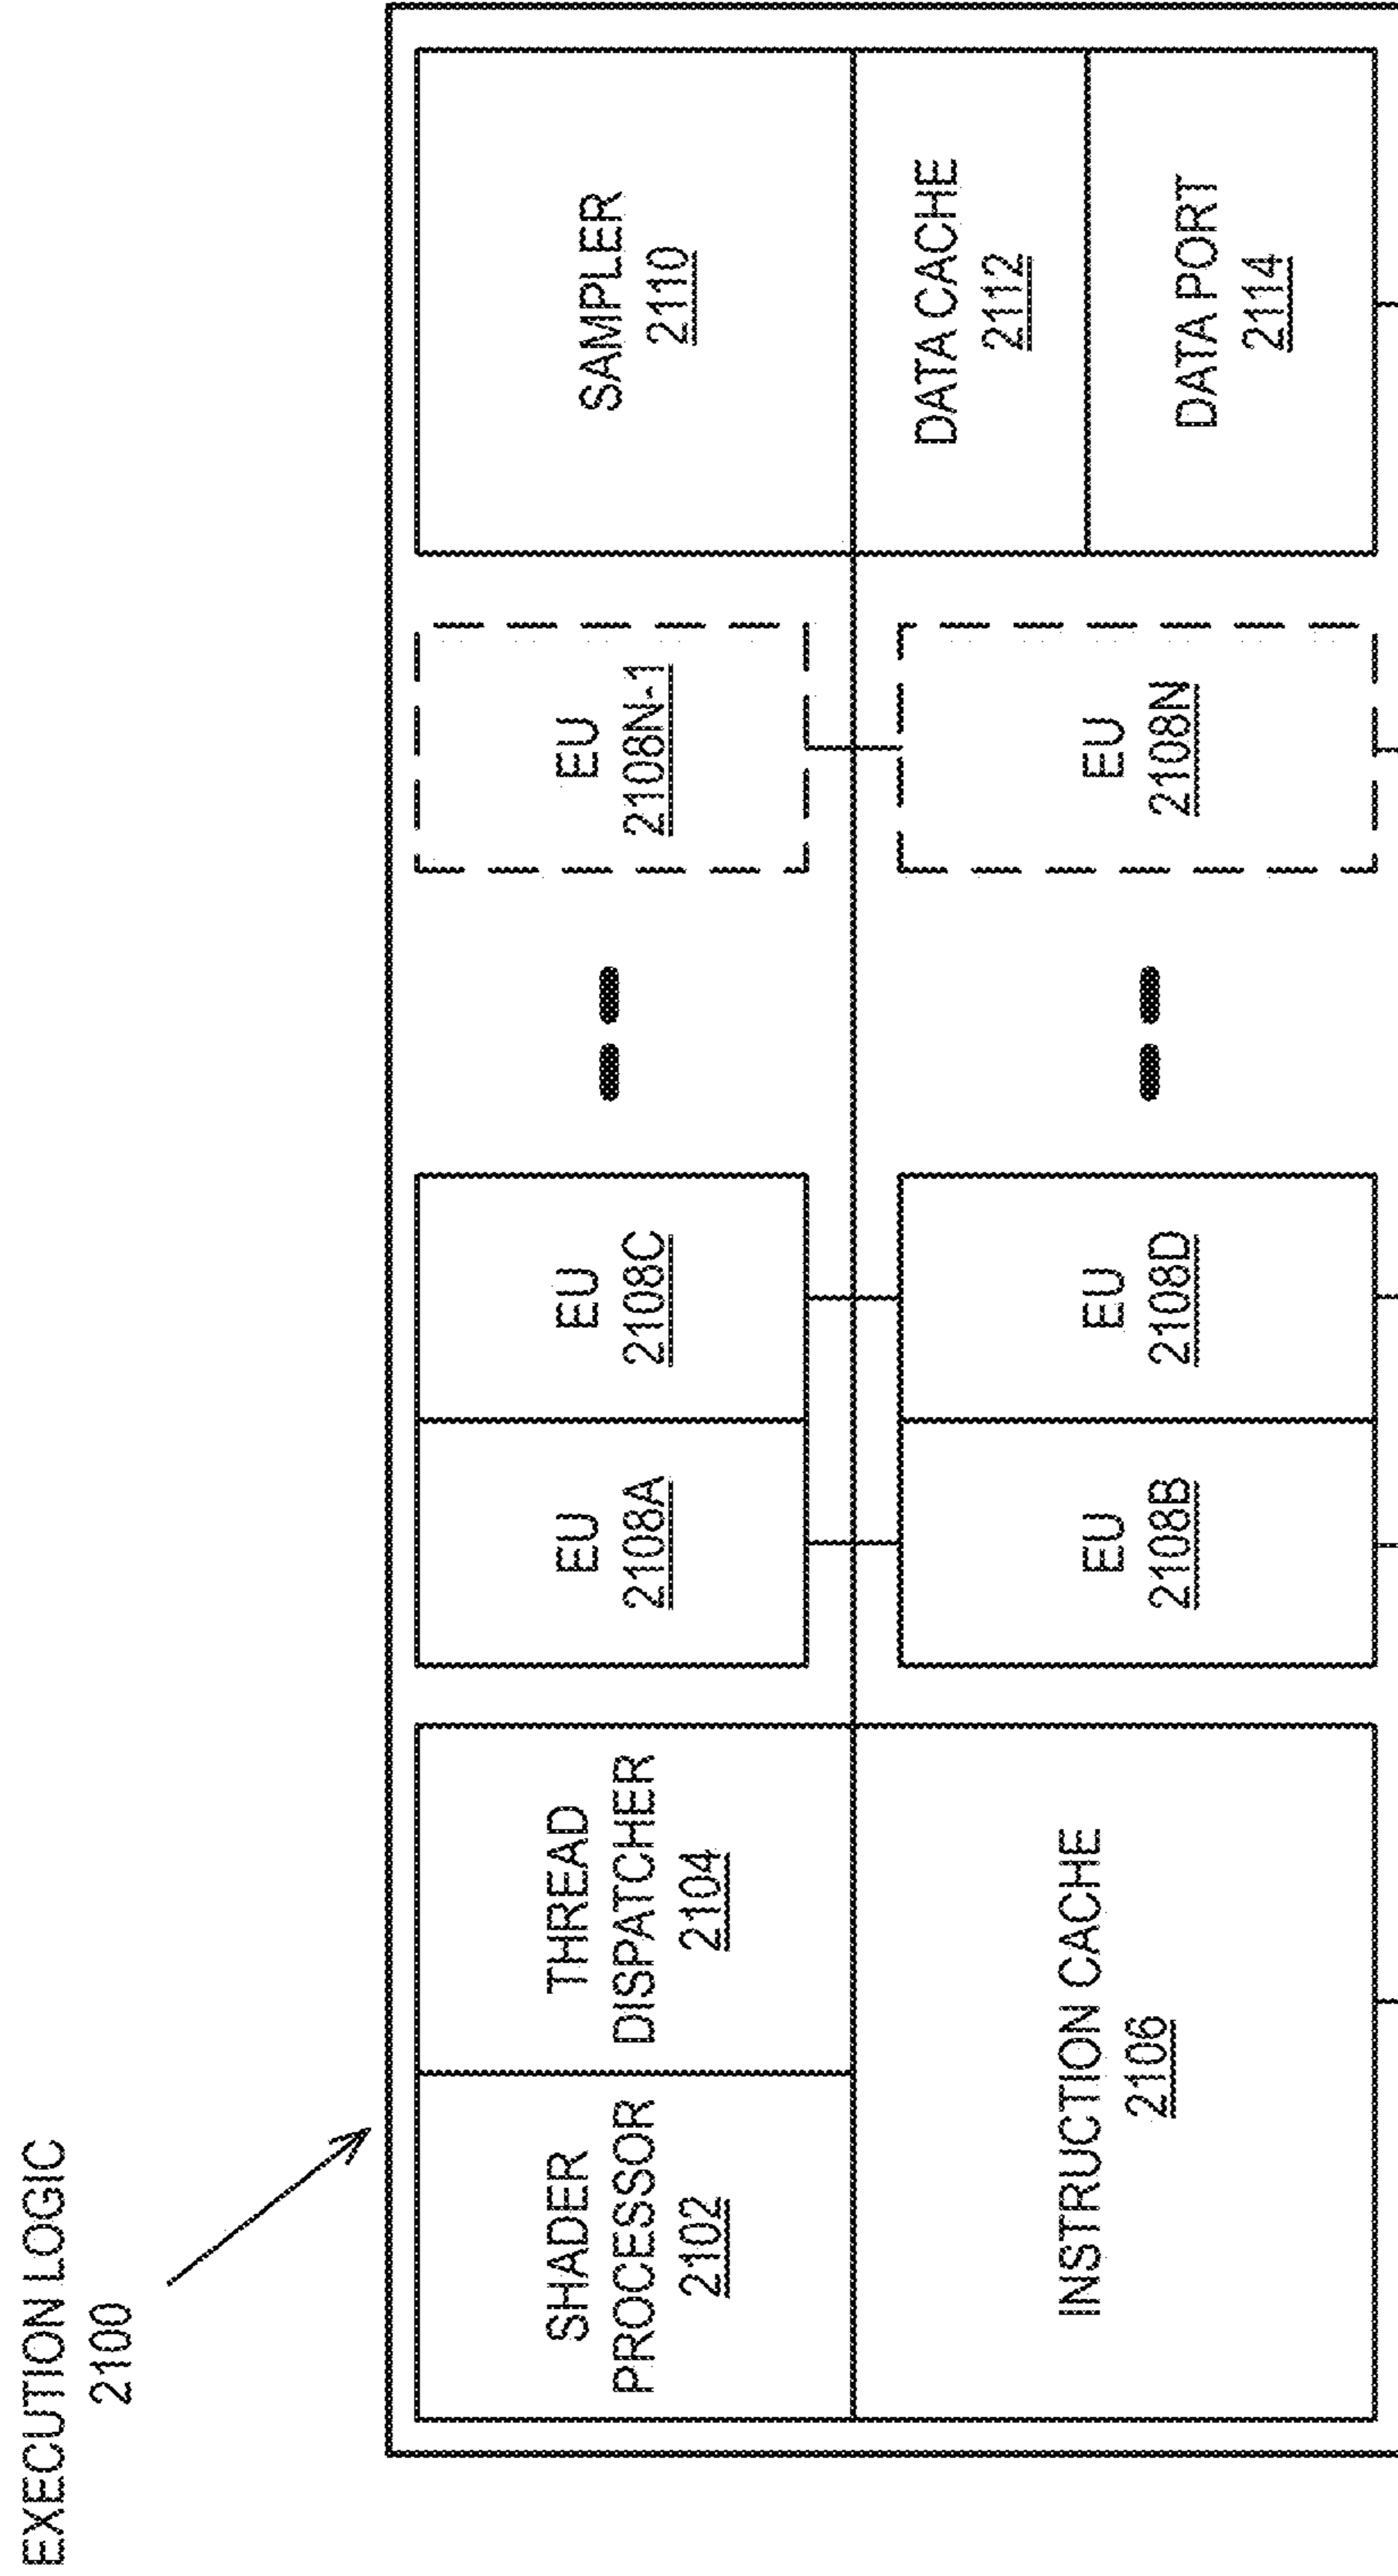 EXECUTION LOGIC
2100
SHADER
PROCESSOR
2102
THREAD
DISPATCHER
2104
INSTRUCTION CACHE
2106
EU
2108A
EU
2108C
EU
2108N-1
EU
2108B
EU
2108D
EU
2108N
SAMPLER
2110
DATA CACHE
2112
DATA PORT
2114